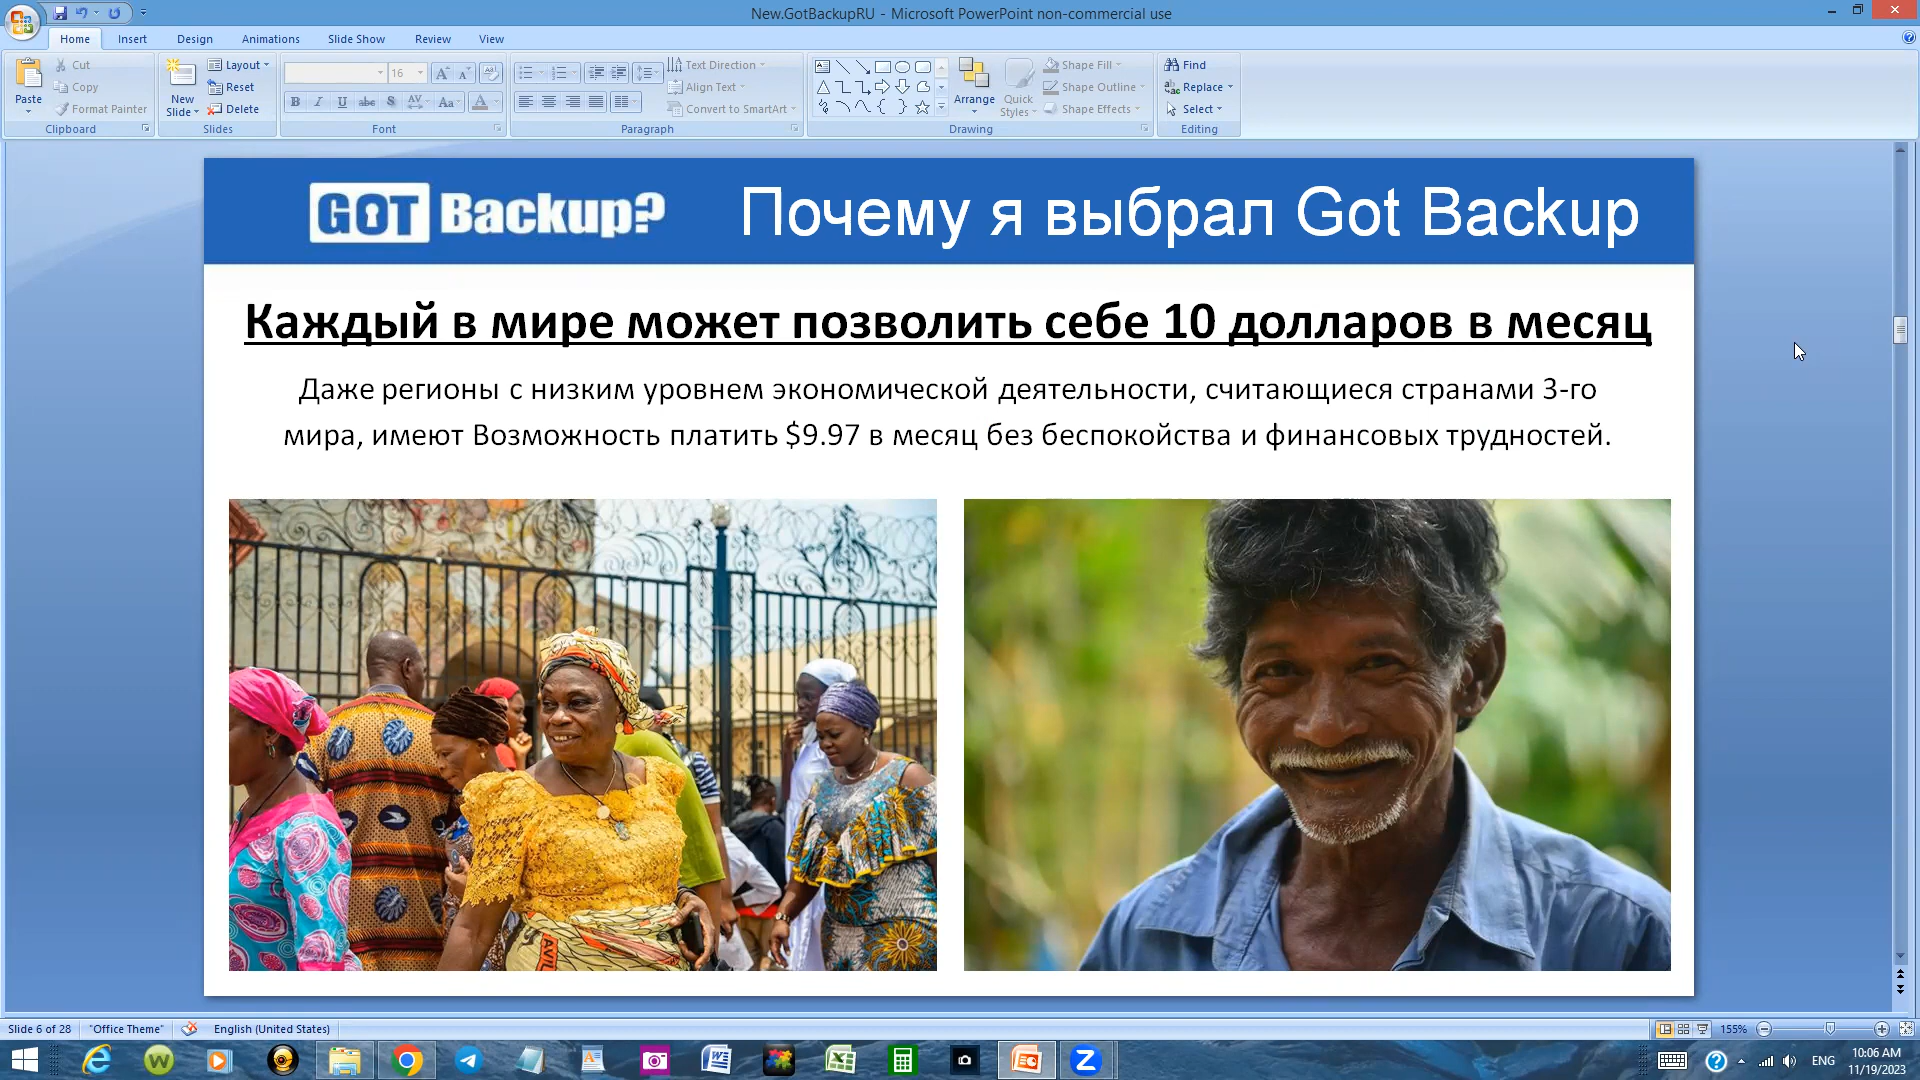 New.GotBackupRU - Microsoft PowerPoint non-commercial use
Home Insert Design Animations Slide Show Review View
Paste
Cut
Copy
Format Painter
Clipboard
New Slide
Layout
Reset
Delete
Slides
16
B I U abc S AV Aa A
Font
Text Direction
Align Text
Convert to SmartArt
Paragraph
Arrange
Quick Styles
Shape Fill
Shape Outline
Shape Effects
Drawing
Find
Replace
Select
Editing
GOT Backup? Почему я выбрал Got Backup
Каждый в мире может позволить себе 10 долларов в месяц
Даже регионы с низким уровнем экономической деятельности, считающиеся странами 3-го
мира, имеют Возможность платить $9.97 в месяц без беспокойства и финансовых трудностей.
Slide 6 of 28 "Office Theme" English (United States) 155%
ENG 10:06 AM
11/19/2023